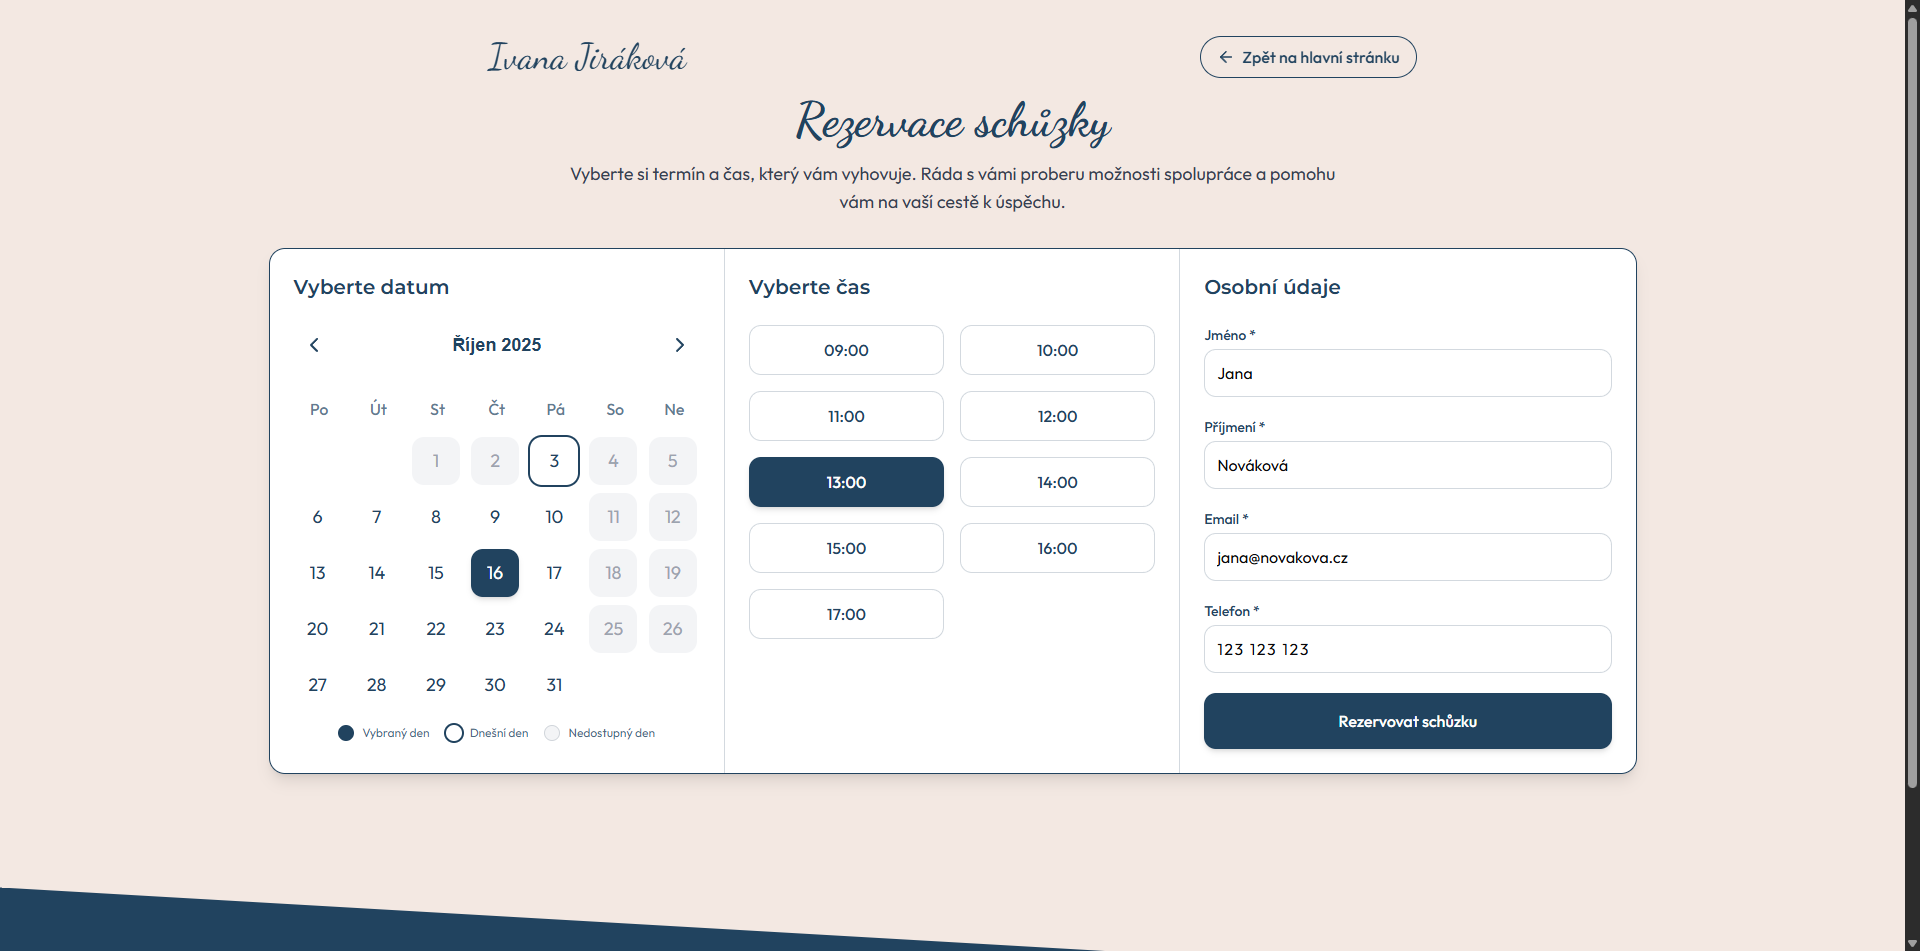 Ivana Jiráková
Zpět na hlavní stránku
Rezervace schůzky
Vyberte si termín a čas, který vám vyhovuje. Ráda s vámi proberu možnosti spolupráce a pomohu
vám na vaší cestě k úspěchu.
Vyberte datum
Říjen 2025
Po Út St Čt Pá So Ne
1 2 3 4 5
6 7 8 9 10 11 12
13 14 15 16 17 18 19
20 21 22 23 24 25 26
27 28 29 30 31
Vybraný den Dnešní den Nedostupný den
Vyberte čas
09:00 10:00
11:00 12:00
13:00 14:00
15:00 16:00
17:00
Osobní údaje
Jméno *
Jana
Příjmení *
Nováková
Email *
jana@novakova.cz
Telefon *
123 123 123
Rezervovat schůzku